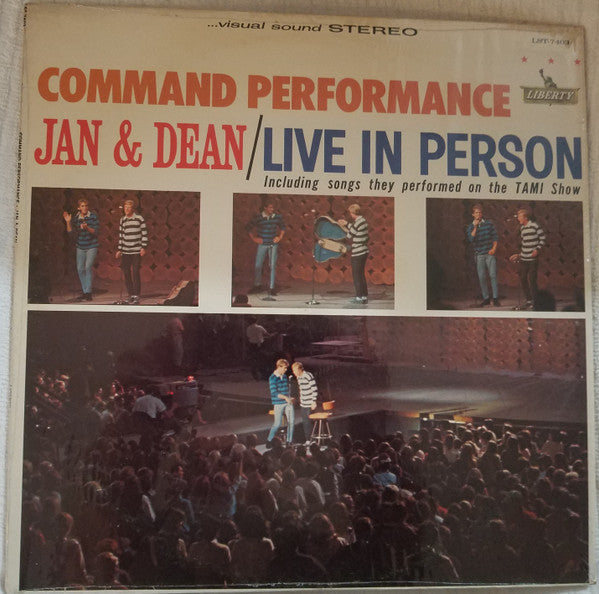 ...visual sound STEREO
LST-7403
COMMAND PERFORMANCE
LIBERTY
JAN & DEAN/LIVE IN PERSON
Including songs they performed on the TAMI Show